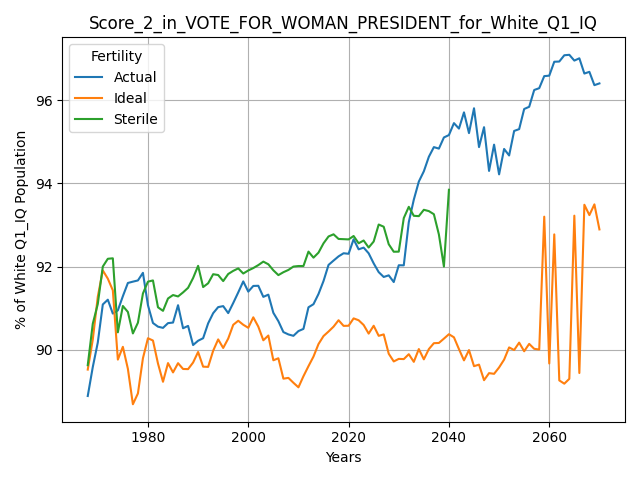 Score_2_in_VOTE_FOR_WOMAN_PRESIDENT_for_White_Q1_IQ
Fertility
Actual
Ideal
Sterile
% of White Q1_IQ Population
96
94
92
90
1980
2000
2020
2040
2060
Years